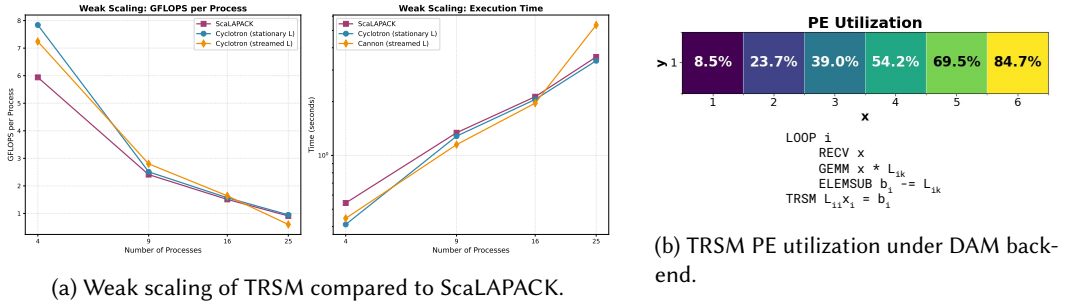 Weak Scaling: GFLOPS per Process
8
7
6
5
4
3
2
1
GFLOPS per Process
ScaLAPACK
Cyclotron (stationary L)
Cyclotron (streamed L)
4
9
16
25
Number of Processes
Weak Scaling: Execution Time
Time (seconds)
10⁰
ScaLAPACK
Cyclotron (stationary L)
Cannon (streamed L)
4
9
16
25
Number of Processes
(a) Weak scaling of TRSM compared to ScaLAPACK.
PE Utilization
y
1
8.5% 23.7% 39.0% 54.2% 69.5% 84.7%
1 2 3 4 5 6
x
LOOP i
RECV x
GEMM x * L_ik
ELEMSUB b_i -= L_ik
TRSM L_ii x_i = b_i
(b) TRSM PE utilization under DAM back-
end.